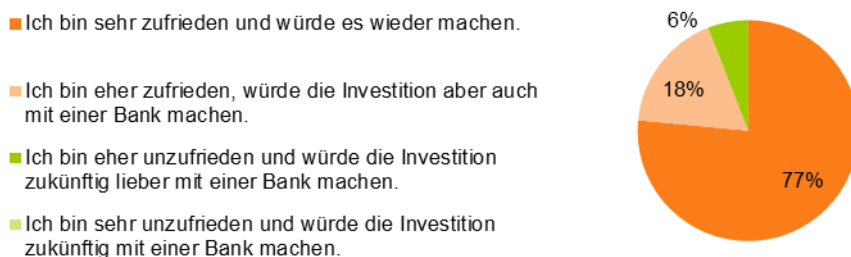 Ich bin sehr zufrieden und würde es wieder machen.
Ich bin eher zufrieden, würde die Investition aber auch
mit einer Bank machen.
Ich bin eher unzufrieden und würde die Investition
zukünftig lieber mit einer Bank machen.
Ich bin sehr unzufrieden und würde die Investition
zukünftig mit einer Bank machen.
6%
18%
77%